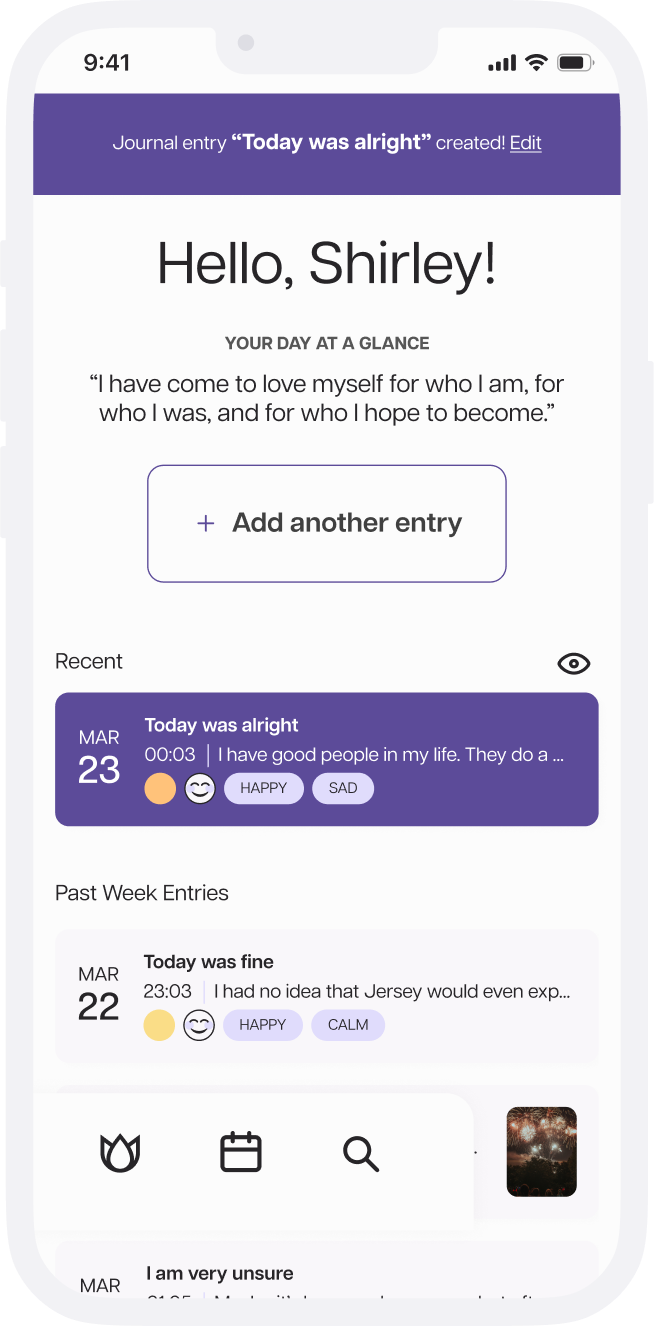 9:41
Journal entry “Today was alright” created! Edit
Hello, Shirley!
YOUR DAY AT A GLANCE
“I have come to love myself for who I am, for
who I was, and for who I hope to become.”
+ Add another entry
Recent
MAR
23
Today was alright
00:03 | I have good people in my life. They do a ...
HAPPY SAD
Past Week Entries
MAR
22
Today was fine
23:03 | I had no idea that Jersey would even exp...
HAPPY CALM
MAR
I am very unsure